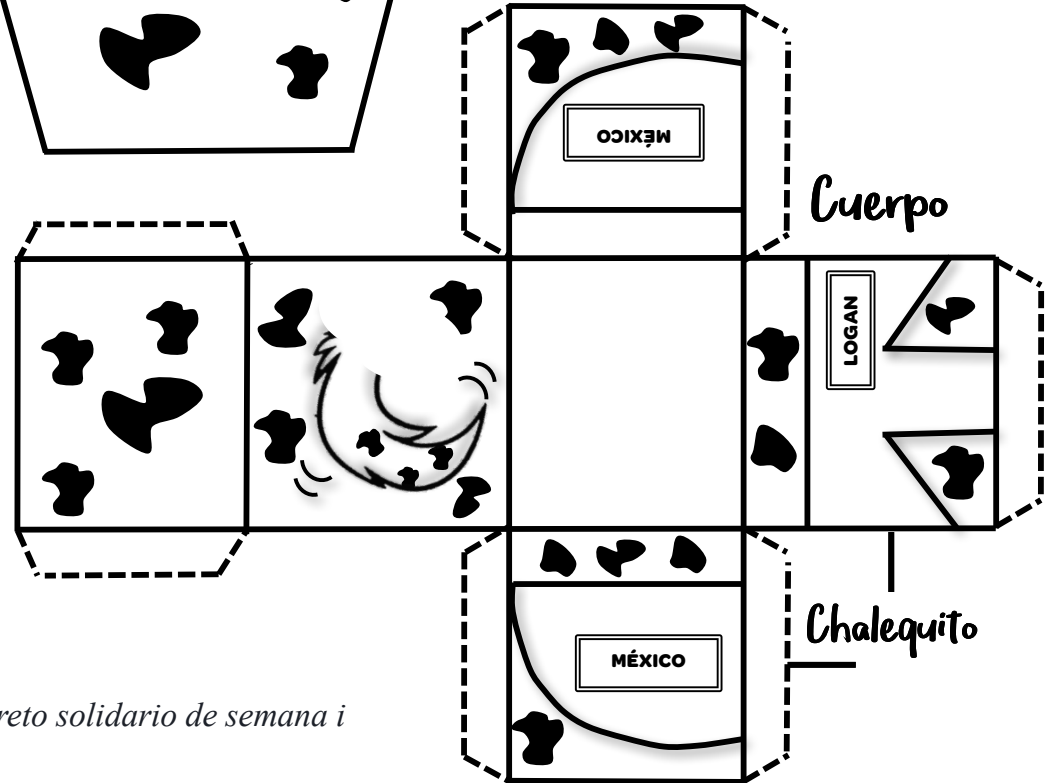 MÉXICO
Cuerpo
LOGAN
Chalequito
MÉXICO
reto solidario de semana i